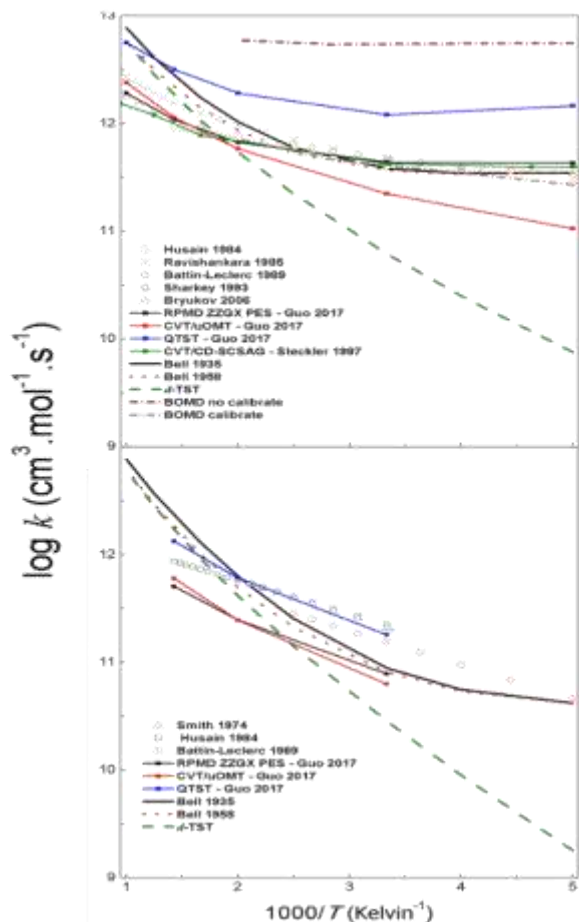 13
12
11
10
9
log k (cm³.mol⁻¹.s⁻¹)
Husain 1984
Ravishankara 1985
Battin-Leclerc 1989
Sharkey 1993
Bryukov 2006
RPMD ZZGX PES - Guo 2017
CVT/uOMT - Guo 2017
QTST - Guo 2017
CVT/CD-SCSAG - Steckler 1997
Bell 1935
Bell 1958
d-TST
BOMD no calibrate
BOMD calibrate
12
11
10
9
Smith 1974
Husain 1984
Battin-Leclerc 1989
RPMD ZZGX PES - Guo 2017
CVT/uOMT - Guo 2017
QTST - Guo 2017
Bell 1935
Bell 1958
d-TST
1 2 3 4 5
1000/T (Kelvin⁻¹)